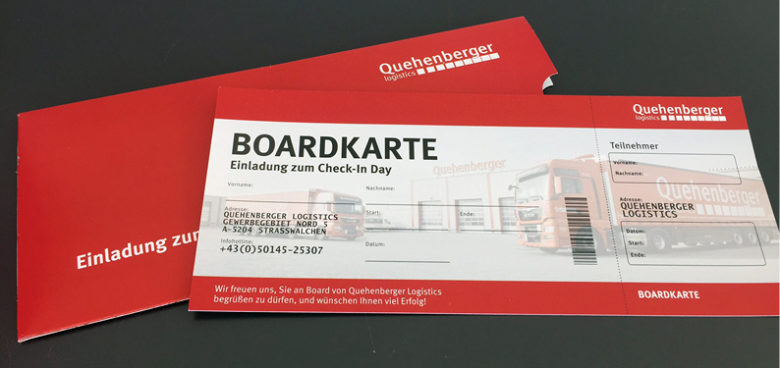 Quehenberger
logistics
Einladung zum
Quehenberger
logistics
BOARDKARTE
Einladung zum Check-In Day
Vorname:
Nachname:
Quehenberger
Adresse:
QUEHENBERGER LOGISTICS
GEWERBEGEBIET NORD 5
A-5204 STRASSWALCHEN
Start:
Ende:
Infohotline:
+43(0)50145-25307
Datum:
Wir freuen uns, Sie an Board von Quehenberger Logistics
begrüßen zu dürfen, und wünschen Ihnen viel Erfolg!
Teilnehmer
Vorname:
Nachname:
Quehenberger
Adresse:
QUEHENBERGER
LOGISTICS
Datum:
Start:
Ende:
BOARDKARTE